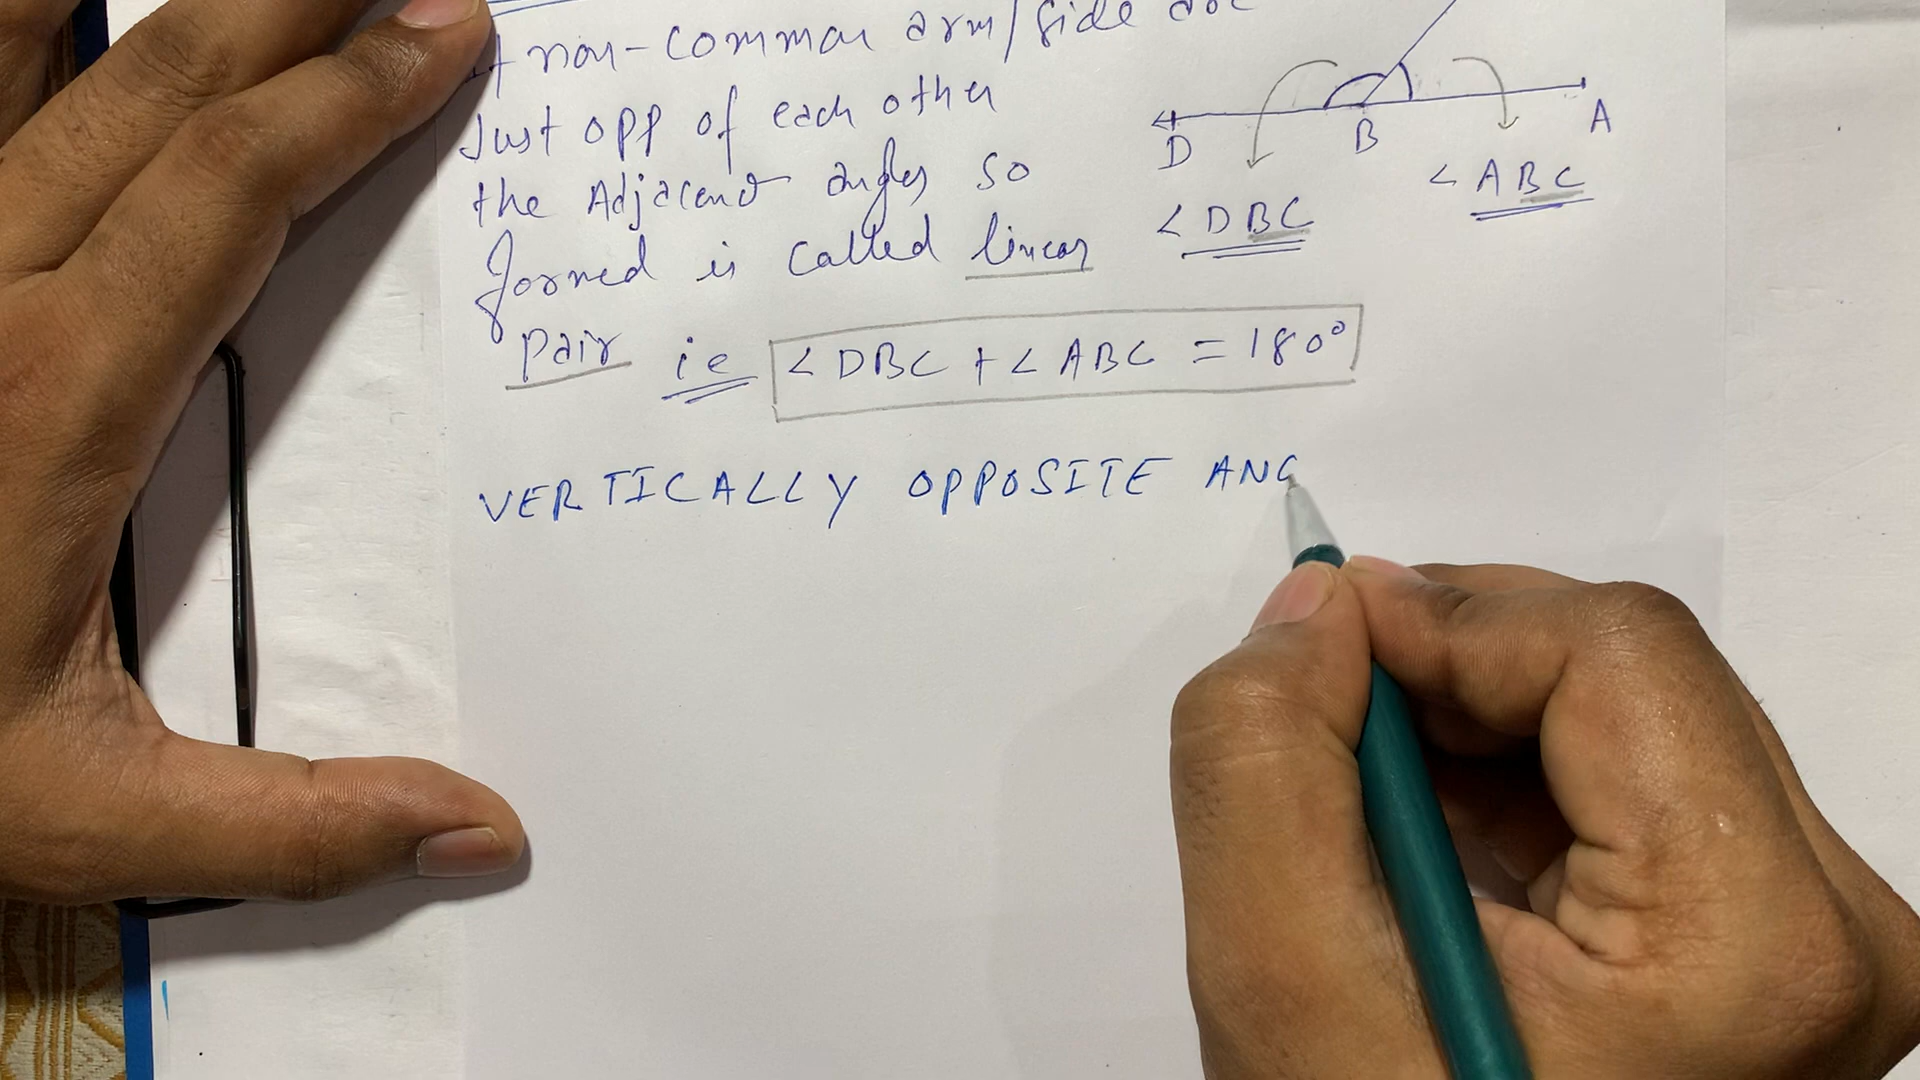 non-common arm/side are
Just opp of each other
the Adjacent angles so
formed is called linear
pair ie ∠DBC + ∠ABC = 180°
D B A
∠DBC ∠ABC
VERTICALLY OPPOSITE ANG